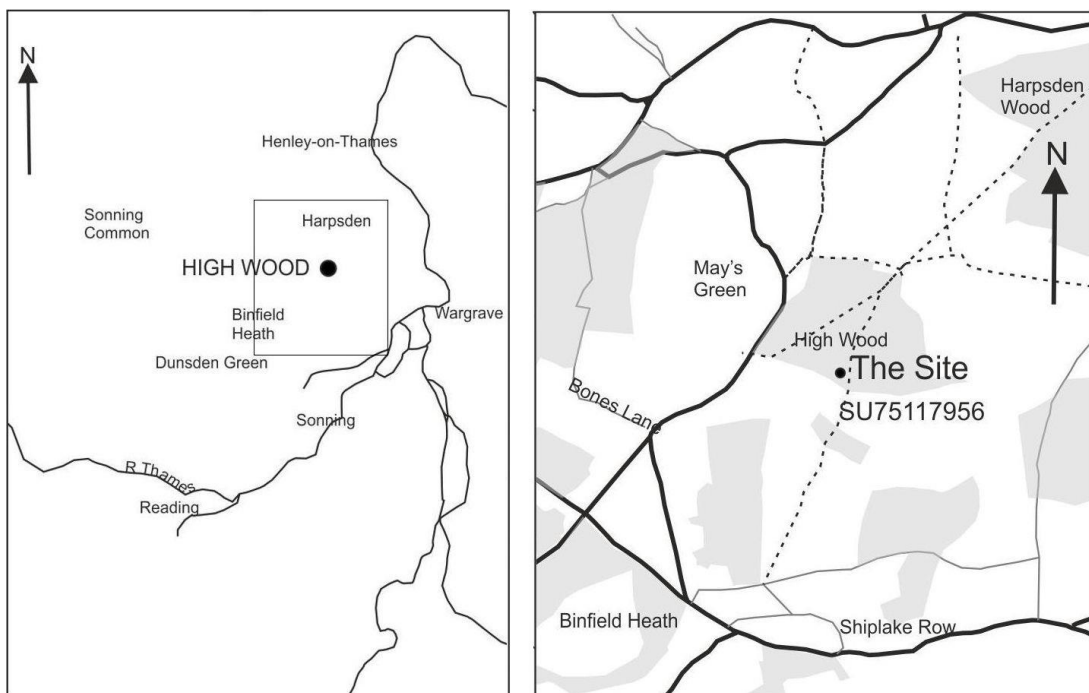 N
Henley-on-Thames
Sonning
Common
Harpsden
HIGH WOOD
Binfield
Heath
Wargrave
Dunsden Green
Sonning
R Thames
Reading
Harpsden
Wood
N
May's
Green
High Wood
The Site
SU75117956
Bones Lane
Binfield Heath
Shiplake Row